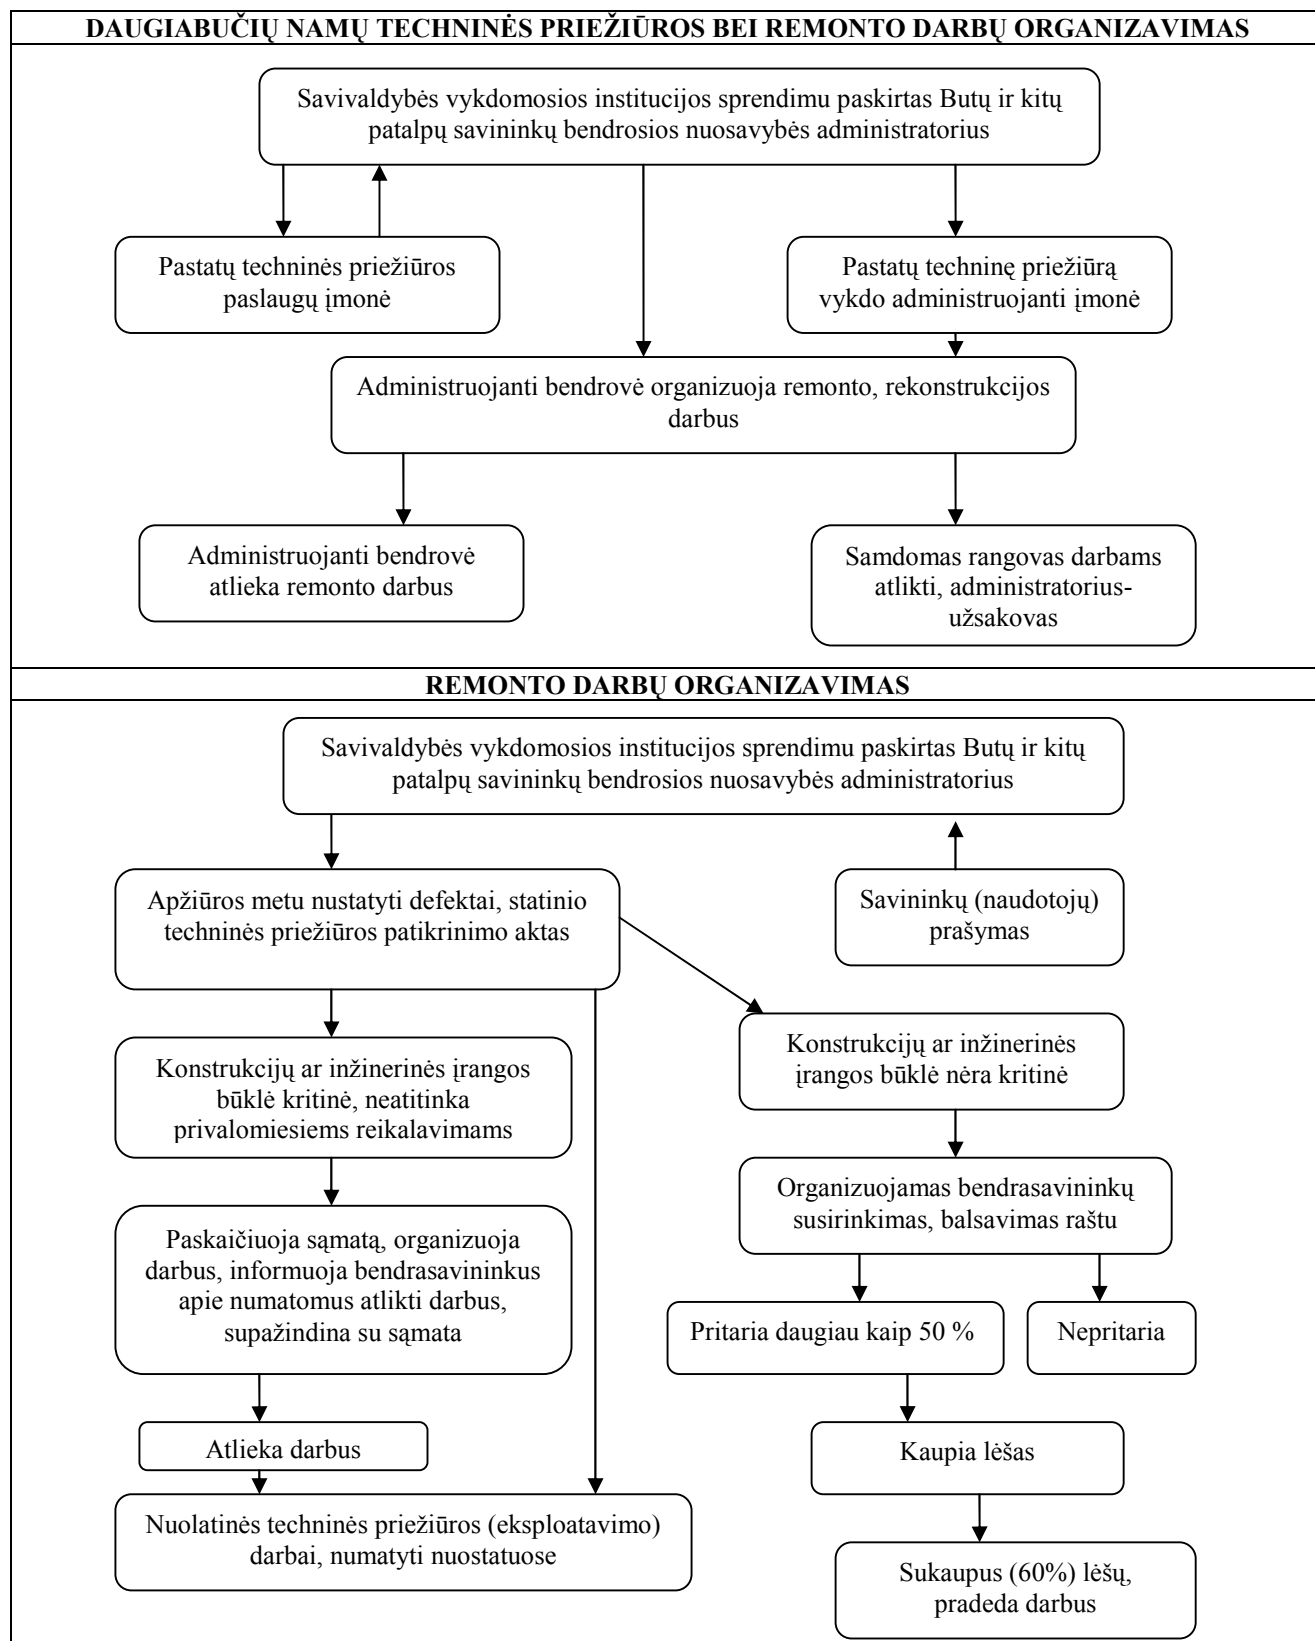 DAUGIABUČIŲ NAMŲ TECHNINĖS PRIEŽIŪROS BEI REMONTO DARBŲ ORGANIZAVIMAS
Savivaldybės vykdomosios institucijos sprendimu paskirtas Butų ir kitų
patalpų savininkų bendrosios nuosavybės administratorius
Pastatų techninės priežiūros
paslaugų įmonė
Pastatų techninę priežiūrą
vykdo administruojanti įmonė
Administruojanti bendrovė organizuoja remonto, rekonstrukcijos
darbus
Administruojanti bendrovė
atlieka remonto darbus
Samdomas rangovas darbams
atlikti, administratorius-
užsakovas
REMONTO DARBŲ ORGANIZAVIMAS
Savivaldybės vykdomosios institucijos sprendimu paskirtas Butų ir kitų
patalpų savininkų bendrosios nuosavybės administratorius
Apžiūros metu nustatyti defektai, statinio
techninės priežiūros patikrinimo aktas
Savininkų (naudotojų)
prašymas
Konstrukcijų ar inžinerinės
įrangos būklė nėra kritinė
Konstrukcijų ar inžinerinės įrangos
būklė kritinė, neatitinka
privalomiesiems reikalavimams
Organizuojamas bendrasavininkų
susirinkimas, balsavimas raštu
Paskaičiuoja sąmatą, organizuoja
darbus, informuoja bendrasavininkus
apie numatomus atlikti darbus,
supažindina su sąmata
Pritaria daugiau kaip 50 %
Nepritaria
Atlieka darbus
Kaupia lėšas
Nuolatinės techninės priežiūros (eksploatavimo)
darbai, numatyti nuostatuose
Sukaupus (60%) lėšų,
pradeda darbus